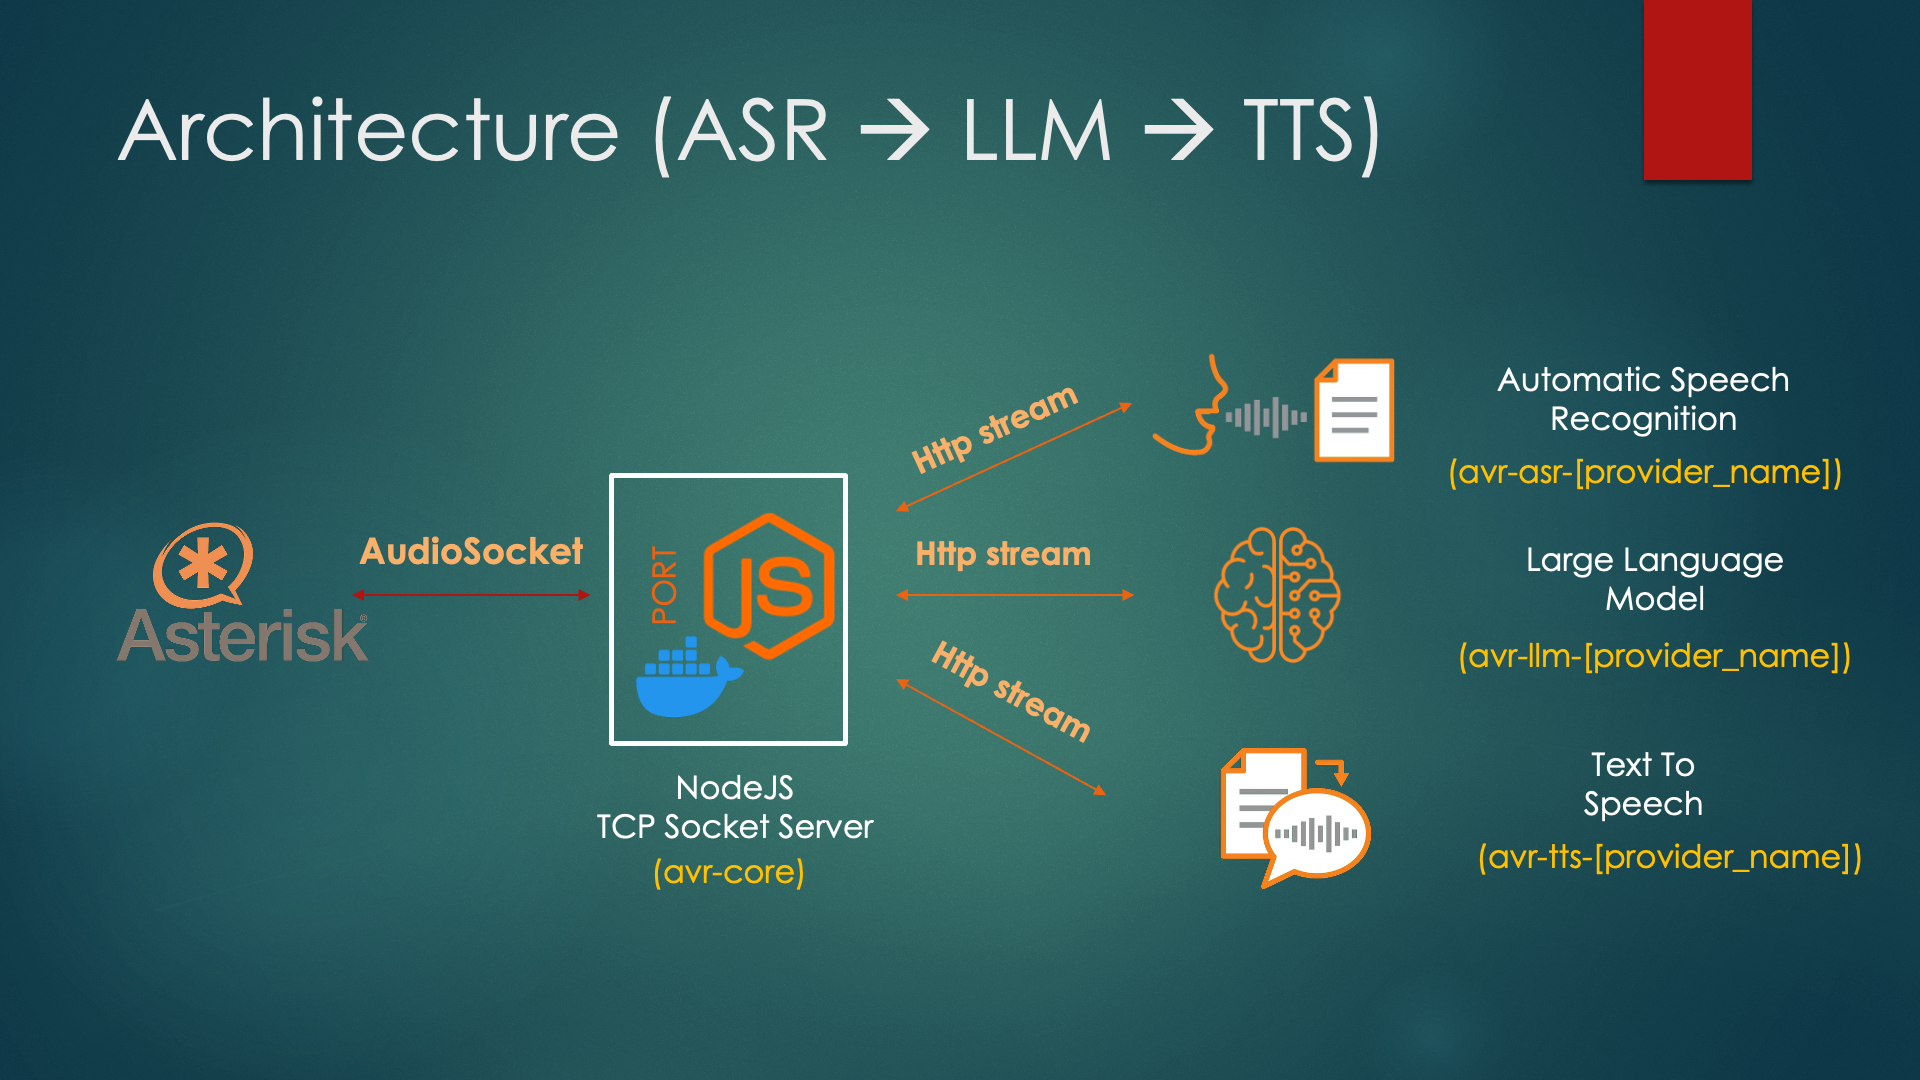 Architecture (ASR → LLM → TTS)
Http stream
Automatic Speech
Recognition
(avr-asr-[provider_name])
Asterisk®
AudioSocket
PORT
JS
NodeJS
TCP Socket Server
(avr-core)
Http stream
Large Language
Model
(avr-llm-[provider_name])
Http stream
Text To
Speech
(avr-tts-[provider_name])